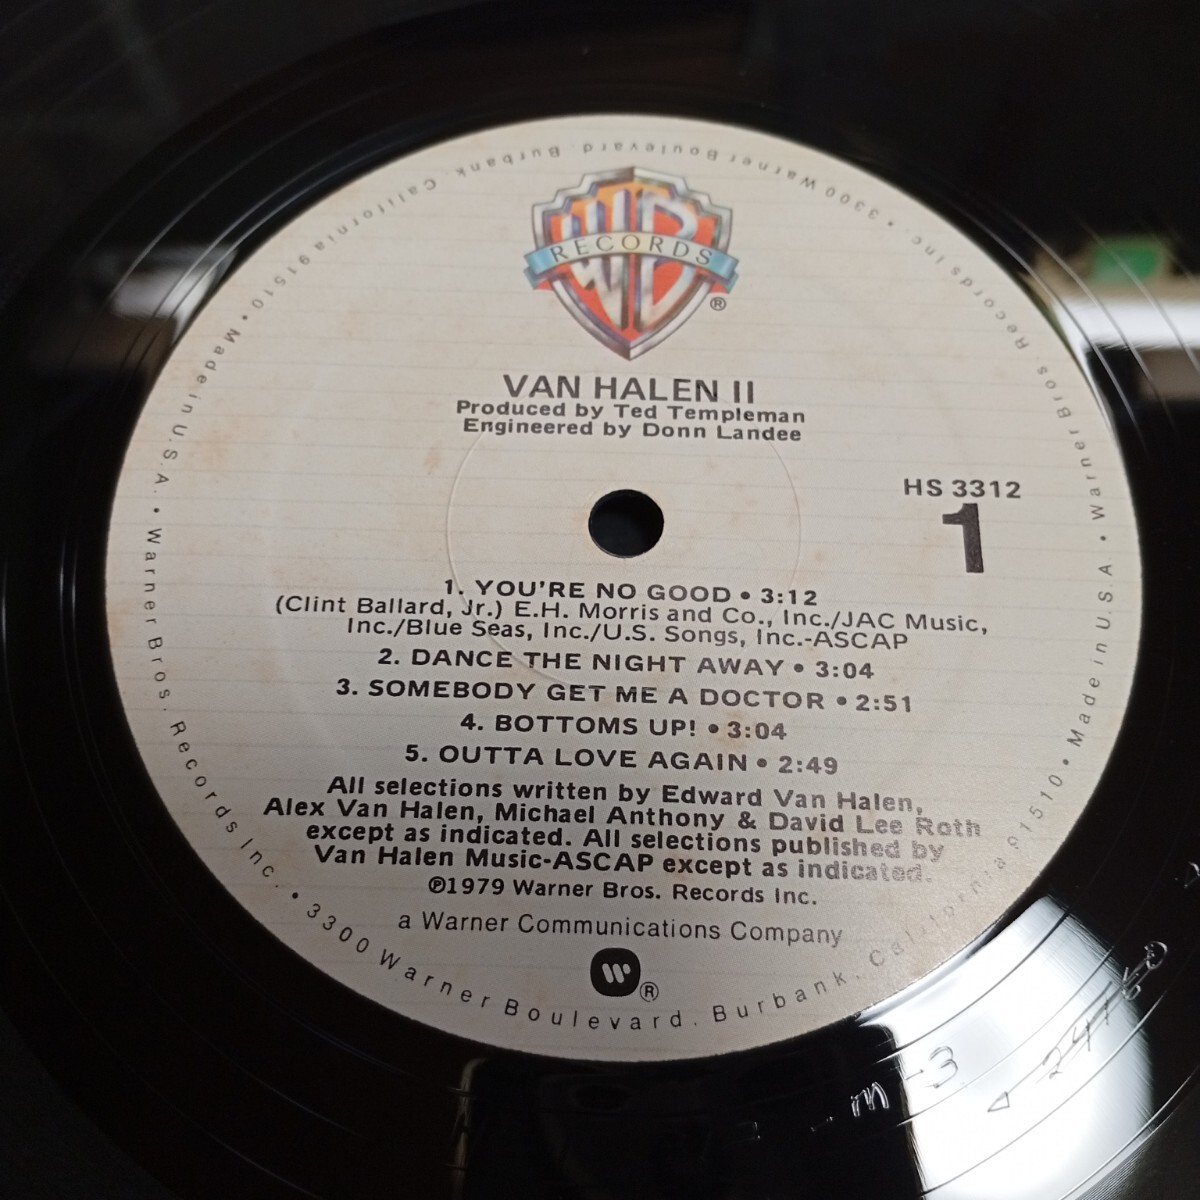 WB
RECORDS
®
VAN HALEN II
Produced by Ted Templeman
Engineered by Donn Landee
HS 3312
1
1. YOU'RE NO GOOD • 3:12
(Clint Ballard, Jr.) E.H. Morris and Co., Inc./JAC Music,
Inc./Blue Seas, Inc./U.S. Songs, Inc.-ASCAP
2. DANCE THE NIGHT AWAY • 3:04
3. SOMEBODY GET ME A DOCTOR • 2:51
4. BOTTOMS UP! • 3:04
5. OUTTA LOVE AGAIN • 2:49
All selections written by Edward Van Halen,
Alex Van Halen, Michael Anthony & David Lee Roth
except as indicated. All selections published by
Van Halen Music-ASCAP except as indicated.
℗1979 Warner Bros. Records Inc.
a Warner Communications Company
®
• Warner Bros. Records Inc. • 3300 Warner Boulevard. Burbank. California 91510 • Made in U.S.A. • Warner Bros. Records Inc. • 3300 Warner Boulevard. Burbank. California 91510 • Made in U.S.A.
m-3